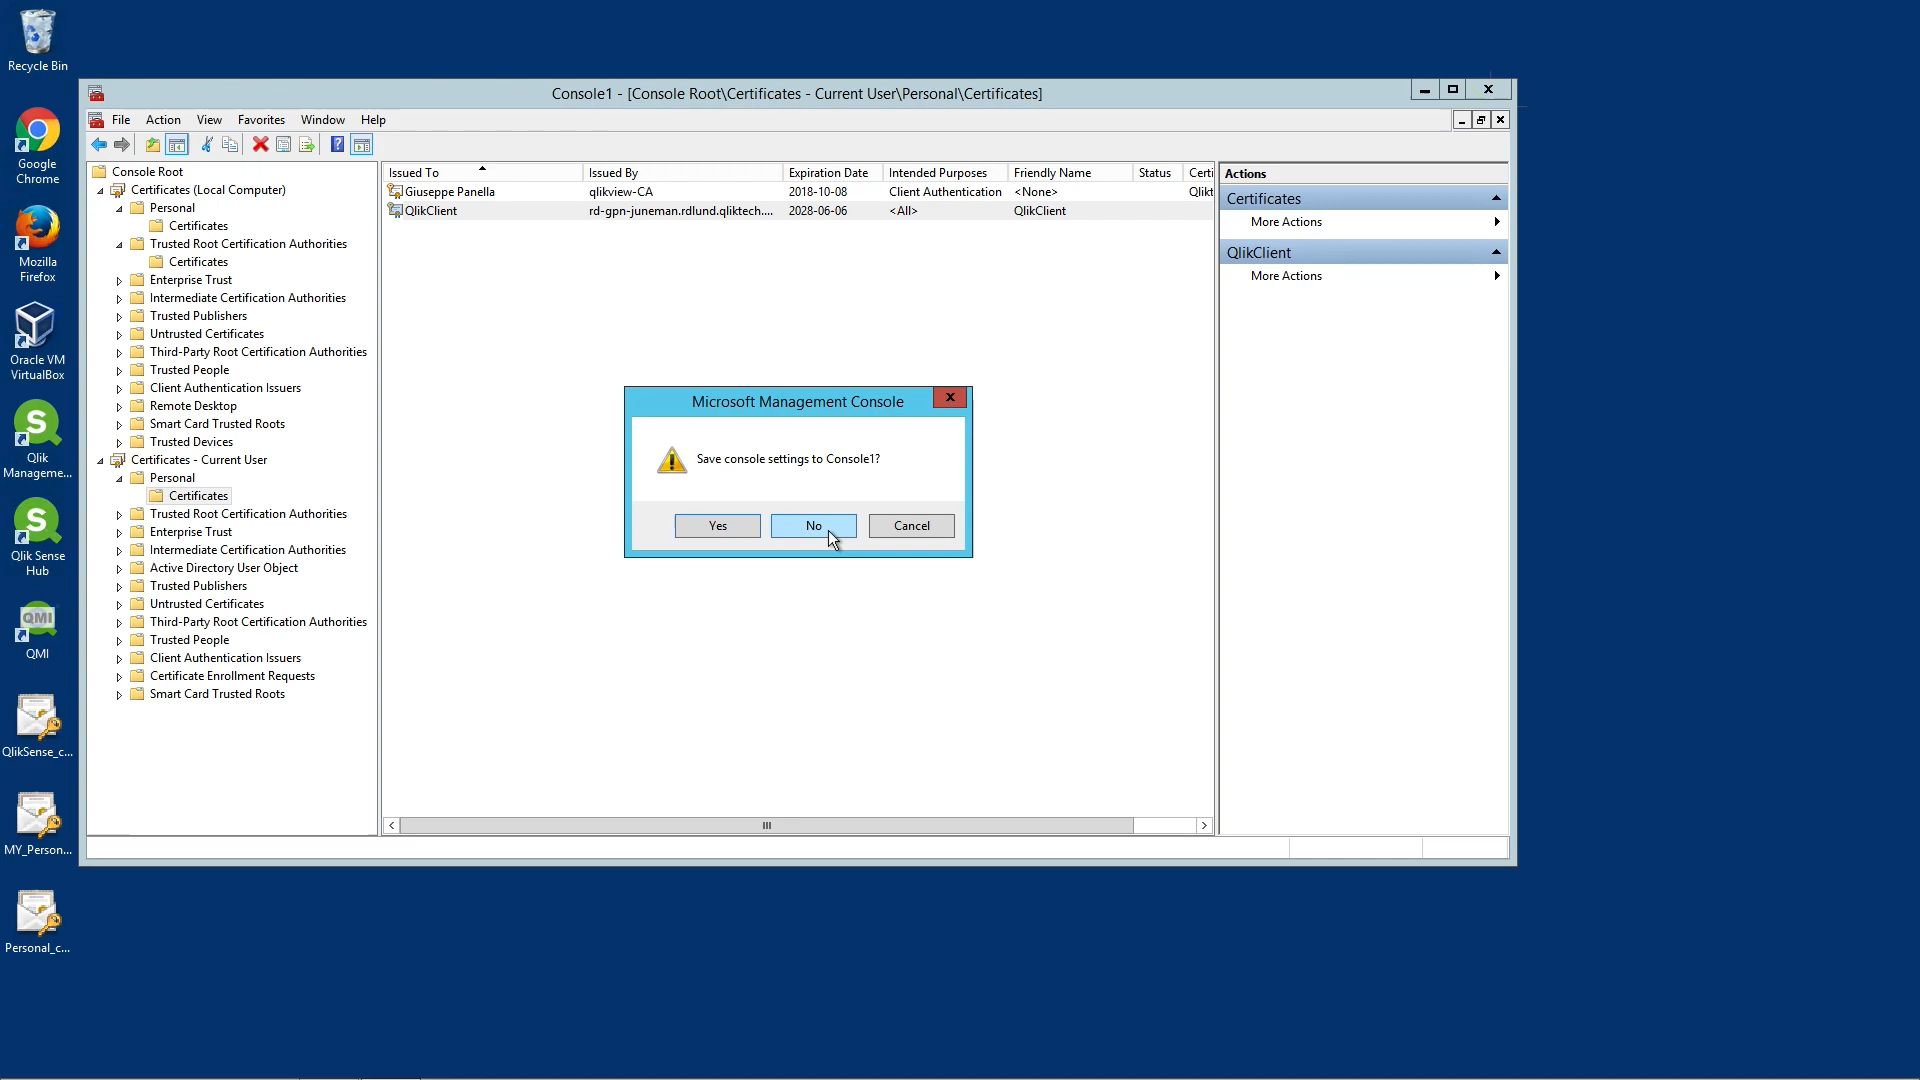 Recycle Bin
Google
Chrome
Mozilla
Firefox
Oracle VM
VirtualBox
Qlik
Manageme...
Qlik Sense
Hub
QMI
QMI
QlikSense_c...
MY_Person...
Personal_c...
Console1 - [Console Root\Certificates - Current User\Personal\Certificates]
File Action View Favorites Window Help
Console Root
Certificates (Local Computer)
Personal
Certificates
Trusted Root Certification Authorities
Certificates
Enterprise Trust
Intermediate Certification Authorities
Trusted Publishers
Untrusted Certificates
Third-Party Root Certification Authorities
Trusted People
Client Authentication Issuers
Remote Desktop
Smart Card Trusted Roots
Trusted Devices
Certificates - Current User
Personal
Certificates
Trusted Root Certification Authorities
Enterprise Trust
Intermediate Certification Authorities
Active Directory User Object
Trusted Publishers
Untrusted Certificates
Third-Party Root Certification Authorities
Trusted People
Client Authentication Issuers
Certificate Enrollment Requests
Smart Card Trusted Roots
Issued To Issued By Expiration Date Intended Purposes Friendly Name Status Certi
Giuseppe Panella qlikview-CA 2018-10-08 Client Authentication <None> Qlikt
QlikClient rd-gpn-juneman.rdlund.qliktech.... 2028-06-06 <All> QlikClient
Microsoft Management Console
Save console settings to Console1?
Yes No Cancel
Actions
Certificates
More Actions
QlikClient
More Actions